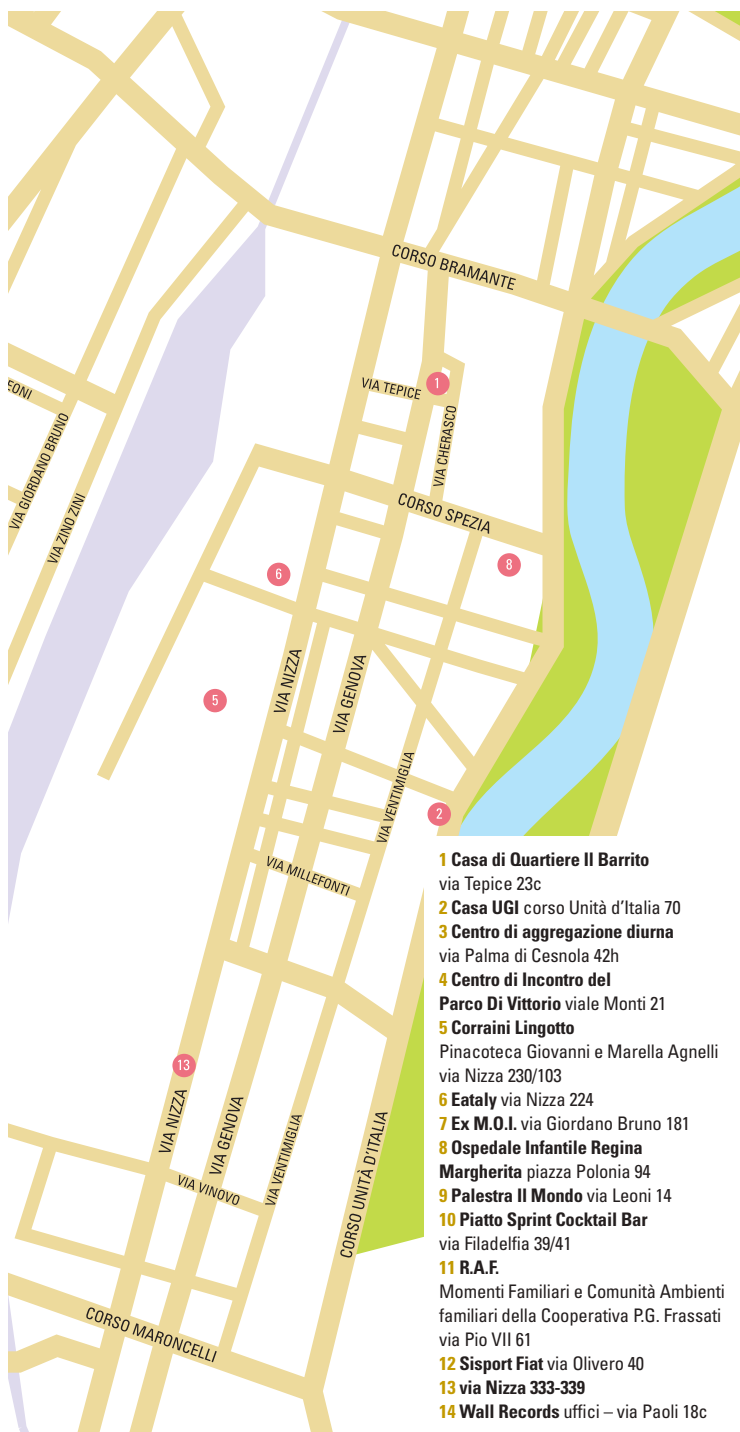 CORSO BRAMANTE
VIA TEPICE
1
VIA CHERASCO
EONI
VIA GIORDANO BRUNO
VIA ZINO ZINI
CORSO SPEZIA
6
8
5
VIA NIZZA
VIA GENOVA
VIA VENTIMIGLIA
2
VIA MILLEFONTI
13
VIA NIZZA
VIA GENOVA
VIA VENTIMIGLIA
VIA VINOVO
CORSO UNITÀ D'ITALIA
CORSO MARONCELLI
1 Casa di Quartiere Il Barrito
via Tepice 23c
2 Casa UGI corso Unità d’Italia 70
3 Centro di aggregazione diurna
via Palma di Cesnola 42h
4 Centro di Incontro del
Parco Di Vittorio viale Monti 21
5 Corraini Lingotto
Pinacoteca Giovanni e Marella Agnelli
via Nizza 230/103
6 Eataly via Nizza 224
7 Ex M.O.I. via Giordano Bruno 181
8 Ospedale Infantile Regina
Margherita piazza Polonia 94
9 Palestra Il Mondo via Leoni 14
10 Piatto Sprint Cocktail Bar
via Filadelfia 39/41
11 R.A.F.
Momenti Familiari e Comunità Ambienti
familiari della Cooperativa P.G. Frassati
via Pio VII 61
12 Sisport Fiat via Olivero 40
13 via Nizza 333-339
14 Wall Records uffici – via Paoli 18c